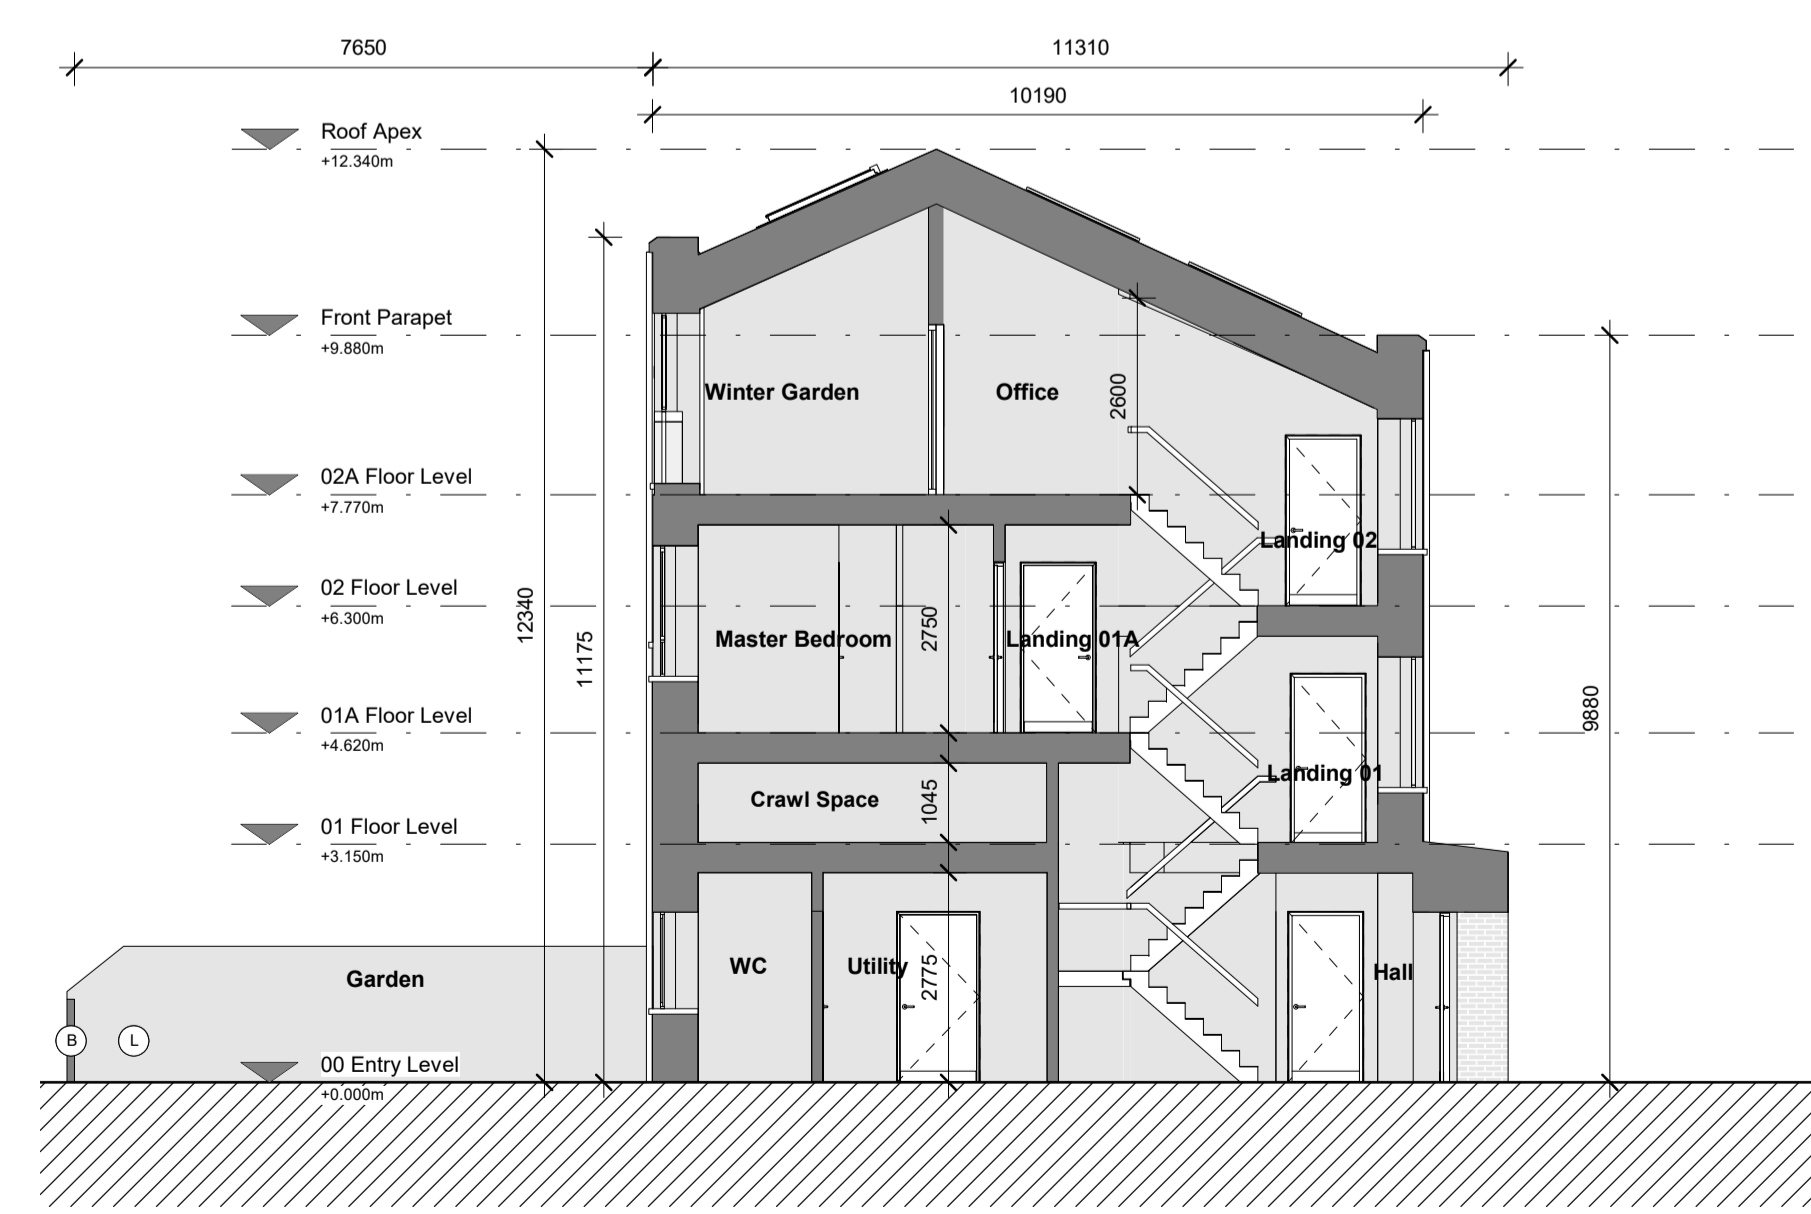 7650
11310
10190
Roof Apex
+12.340m
Front Parapet
+9.880m
Winter Garden
Office
2600
02A Floor Level
+7.770m
Landing 02
02 Floor Level
+6.300m
12340
11175
Master Bedroom
2750
Landing 01A
9880
01A Floor Level
+4.620m
Landing 01
Crawl Space
1045
01 Floor Level
+3.150m
Garden
WC
Utility
2775
Hall
B
L
00 Entry Level
+0.000m